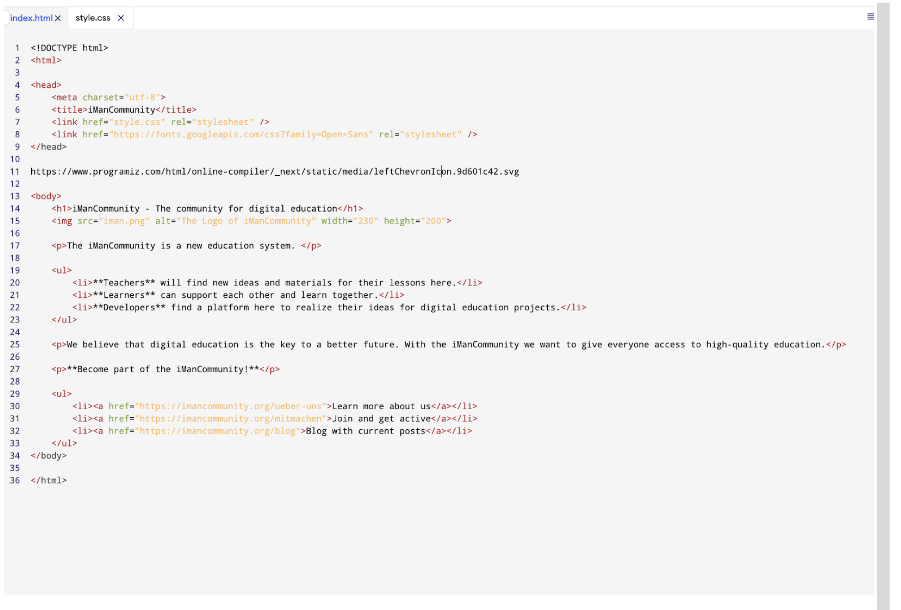 index.html ×  style.css ×
1 <!DOCTYPE html>
2 <html>
3
4 <head>
5     <meta charset="utf-8">
6     <title>iManCommunity</title>
7     <link href="style.css" rel="stylesheet" />
8     <link href="https://fonts.googleapis.com/css?family=Open+Sans" rel="stylesheet" />
9 </head>
10
11 https://www.programiz.com/html/online-compiler/_next/static/media/leftChevronIcon.9d601c42.svg
12
13 <body>
14     <h1>iManCommunity - The community for digital education</h1>
15     <img src="iman.png" alt="The Logo of iManCommunity" width="230" height="200">
16
17     <p>The iManCommunity is a new education system. </p>
18
19     <ul>
20         <li>**Teachers** will find new ideas and materials for their lessons here.</li>
21         <li>**Learners** can support each other and learn together.</li>
22         <li>**Developers** find a platform here to realize their ideas for digital education projects.</li>
23     </ul>
24
25     <p>We believe that digital education is the key to a better future. With the iManCommunity we want to give everyone access to high-quality education.</p>
26
27     <p>**Become part of the iManCommunity!**</p>
28
29     <ul>
30         <li><a href="https://imancommunity.org/ueber-uns">Learn more about us</a></li>
31         <li><a href="https://imancommunity.org/mitmachen">Join and get active</a></li>
32         <li><a href="https://imancommunity.org/blog">Blog with current posts</a></li>
33     </ul>
34 </body>
35
36 </html>